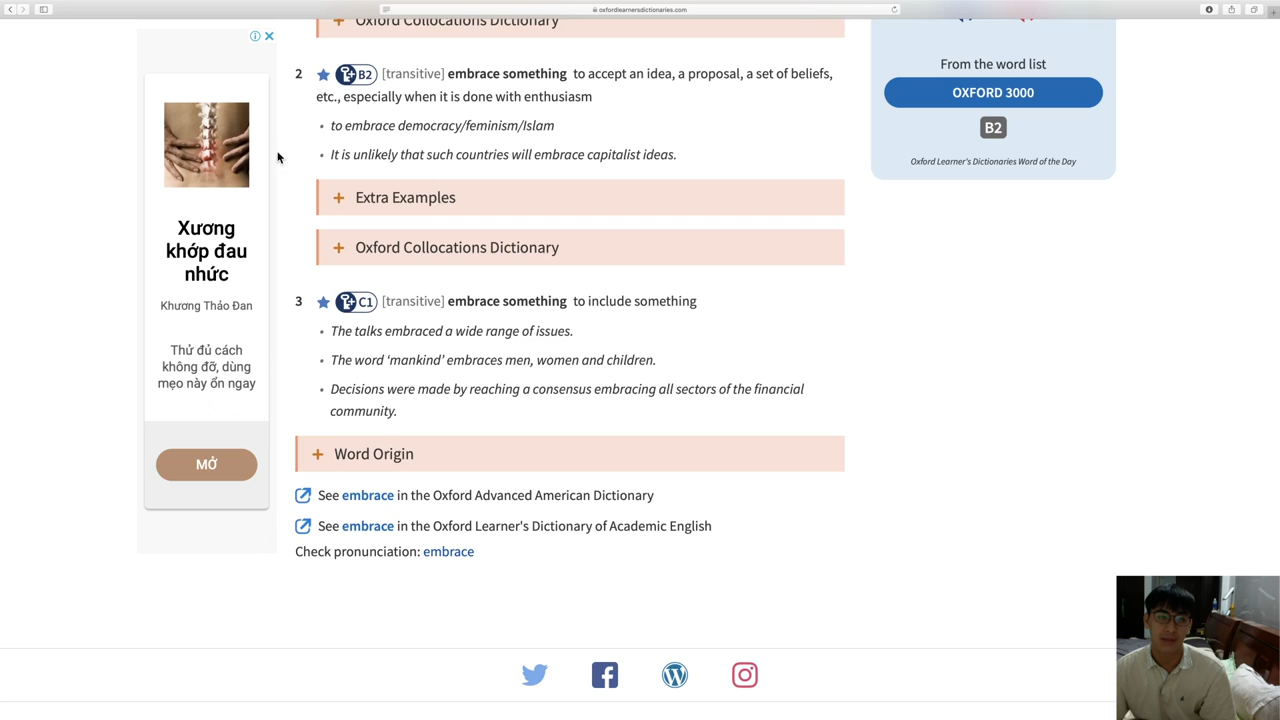 oxfordlearnersdictionaries.com
+ Oxford Collocations Dictionary
2 B2 [transitive] embrace something to accept an idea, a proposal, a set of beliefs,
etc., especially when it is done with enthusiasm
• to embrace democracy/feminism/Islam
• It is unlikely that such countries will embrace capitalist ideas.
+ Extra Examples
+ Oxford Collocations Dictionary
3 C1 [transitive] embrace something to include something
• The talks embraced a wide range of issues.
• The word ‘mankind’ embraces men, women and children.
• Decisions were made by reaching a consensus embracing all sectors of the financial
community.
+ Word Origin
See embrace in the Oxford Advanced American Dictionary
See embrace in the Oxford Learner's Dictionary of Academic English
Check pronunciation: embrace
Xương
khớp đau
nhức
Khương Thảo Đan
Thử đủ cách
không đỡ, dùng
mẹo này ổn ngay
MỞ
From the word list
OXFORD 3000
B2
Oxford Learner's Dictionaries Word of the Day